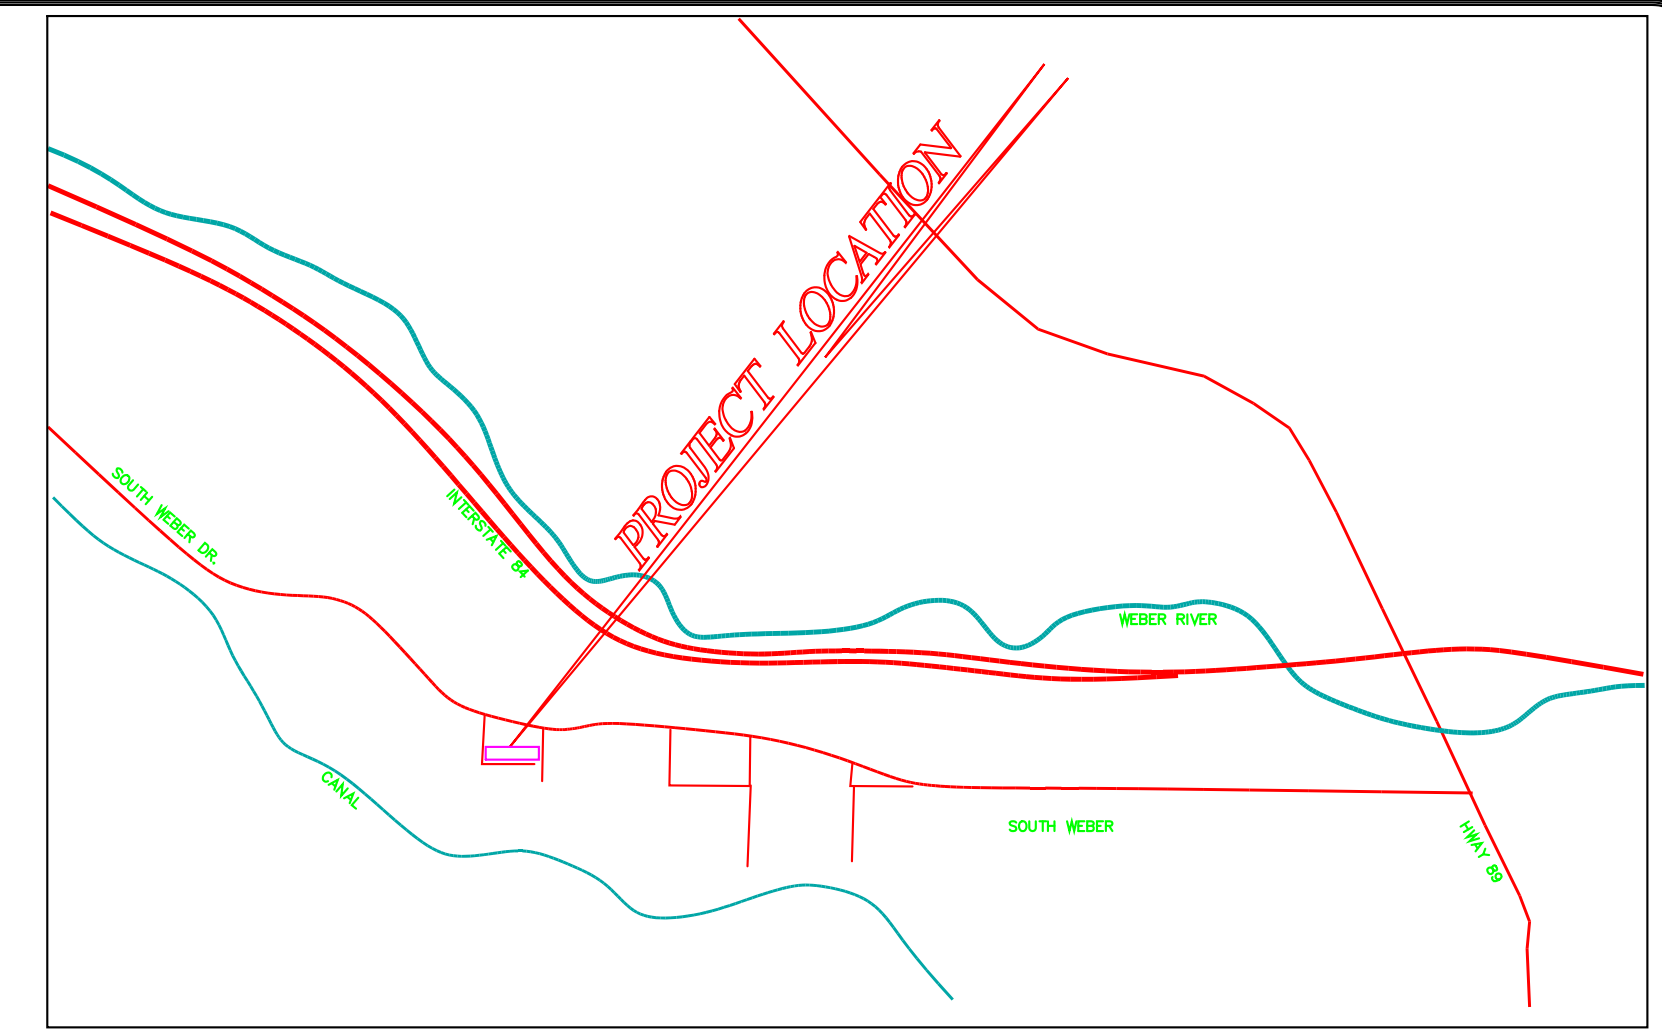 PROJECT LOCATION
SOUTH WEBER DR.
INTERSTATE 84
WEBER RIVER
CANAL
SOUTH WEBER
HWAY 89